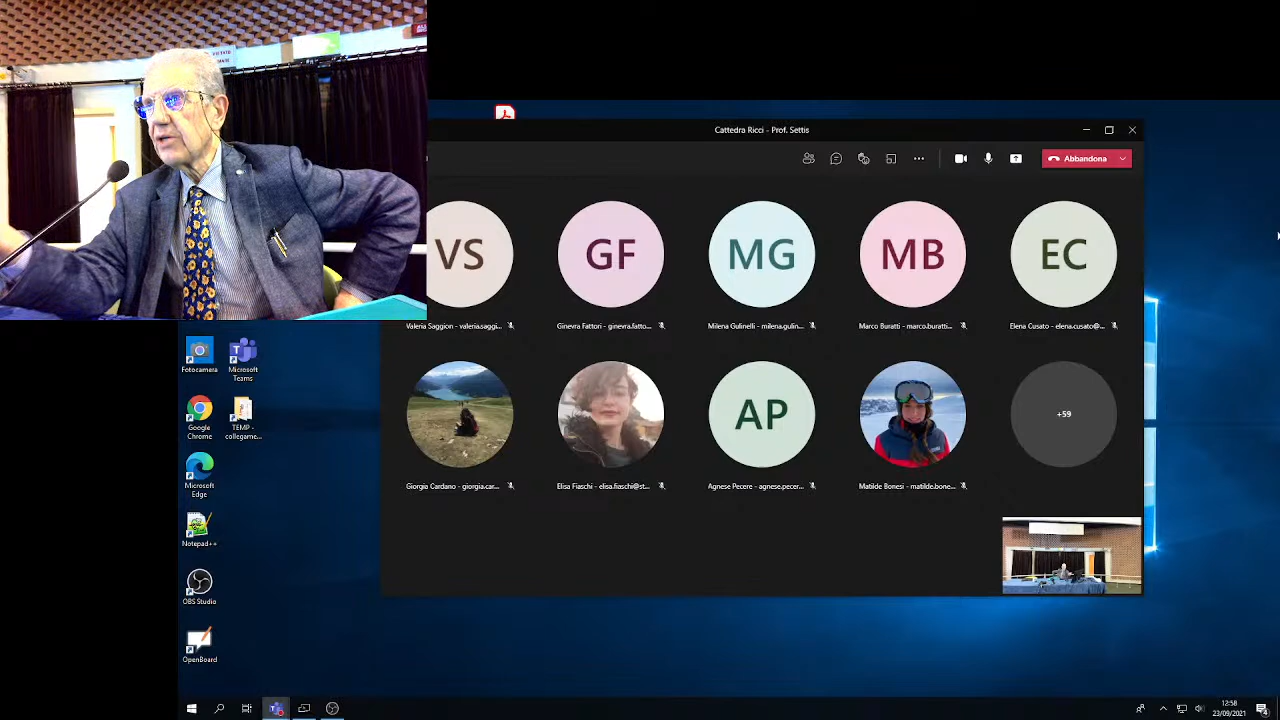 Cattedra Ricci - Prof. Settis
Abbandona
VS
GF
MG
MB
EC
Valeria Saggion - valeria.saggi...
Ginevra Fattori - ginevra.fatto...
Milena Gulinelli - milena.gulin...
Marco Buratti - marco.buratti...
Elena Cusato - elena.cusato@...
AP
+59
Giorgia Cardano - giorgia.car...
Elisa Fiaschi - elisa.fiaschi@st...
Agnese Pecere - agnese.pecer...
Matilde Bonesi - matilde.bone...
Fotocamera
Microsoft
Teams
Google
Chrome
TEMP -
collegame...
Microsoft
Edge
Notepad++
OBS Studio
OpenBoard
12:58
23/09/2021